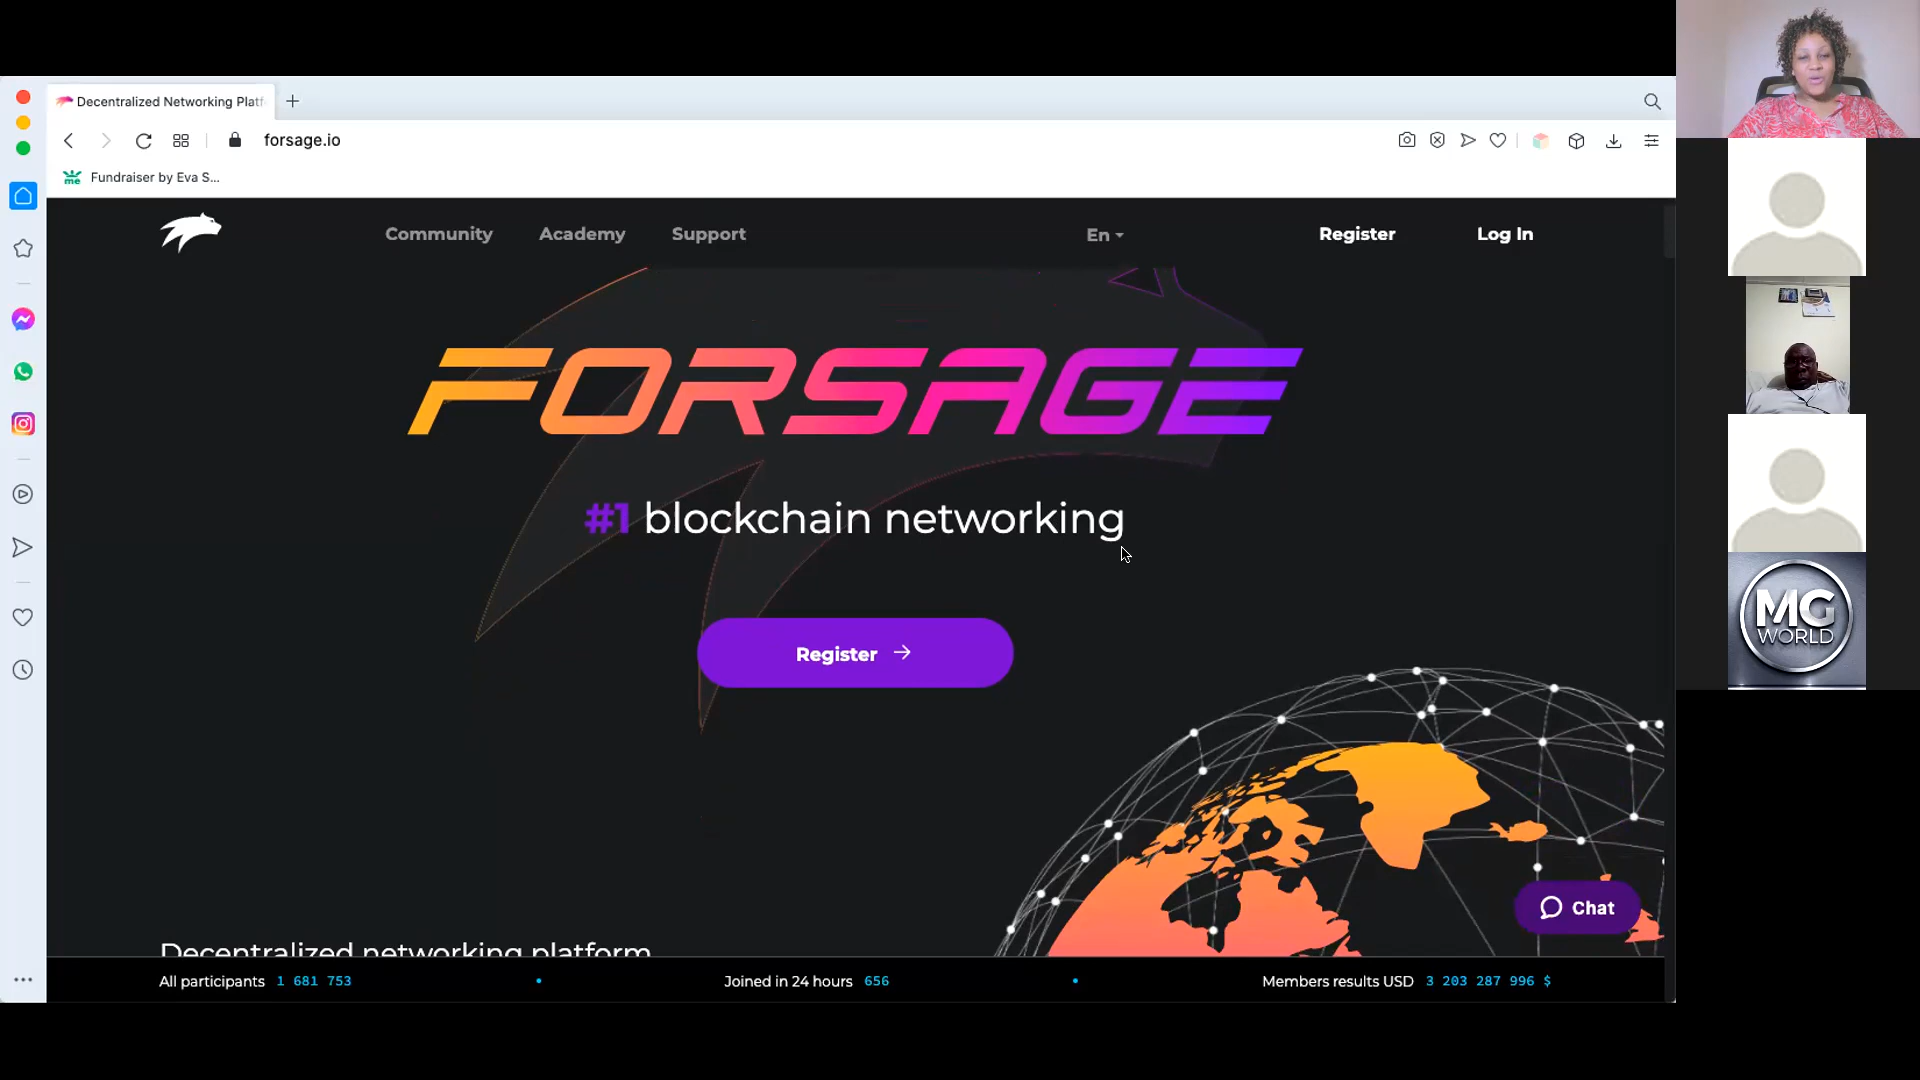 Decentralized Networking Platf
forsage.io
me
Fundraiser by Eva S...
Community Academy Support En Register Log In
FORSAGE
#1 blockchain networking
Register
Decentralized networking platform
Chat
All participants 1 681 753 Joined in 24 hours 656 Members results USD 3 203 287 996 $
MG
WORLD